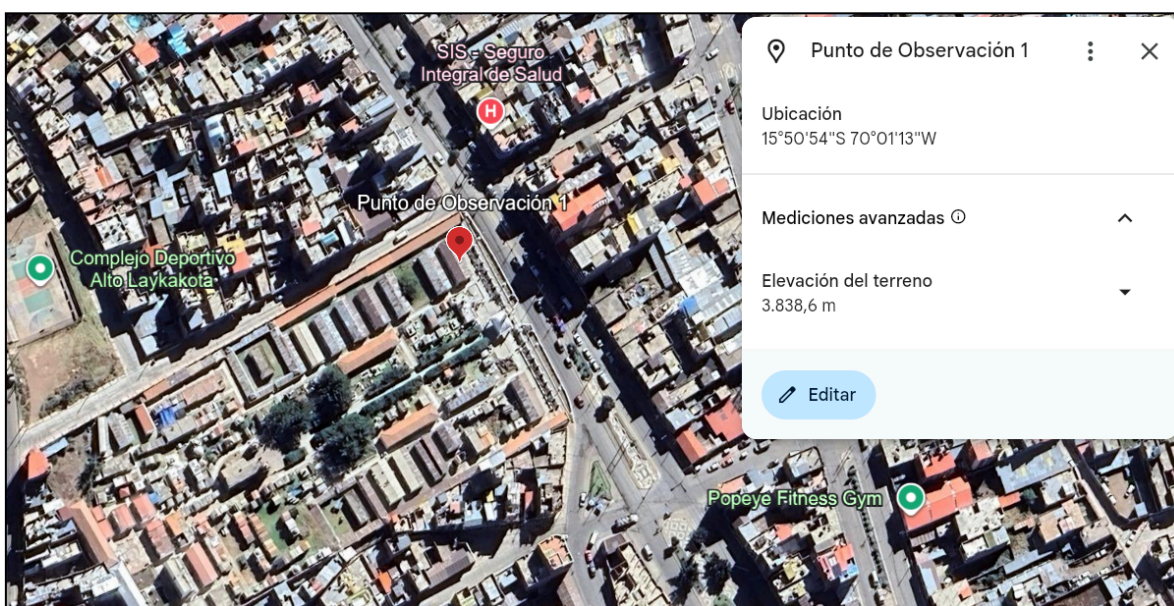 SIS - Seguro
Integral de Salud
H
Punto de Observación 1
Complejo Deportivo
Alto Laykakota
Popeye Fitness Gym
Punto de Observación 1
Ubicación
15°50'54"S 70°01'13"W
Mediciones avanzadas
Elevación del terreno
3.838,6 m
Editar